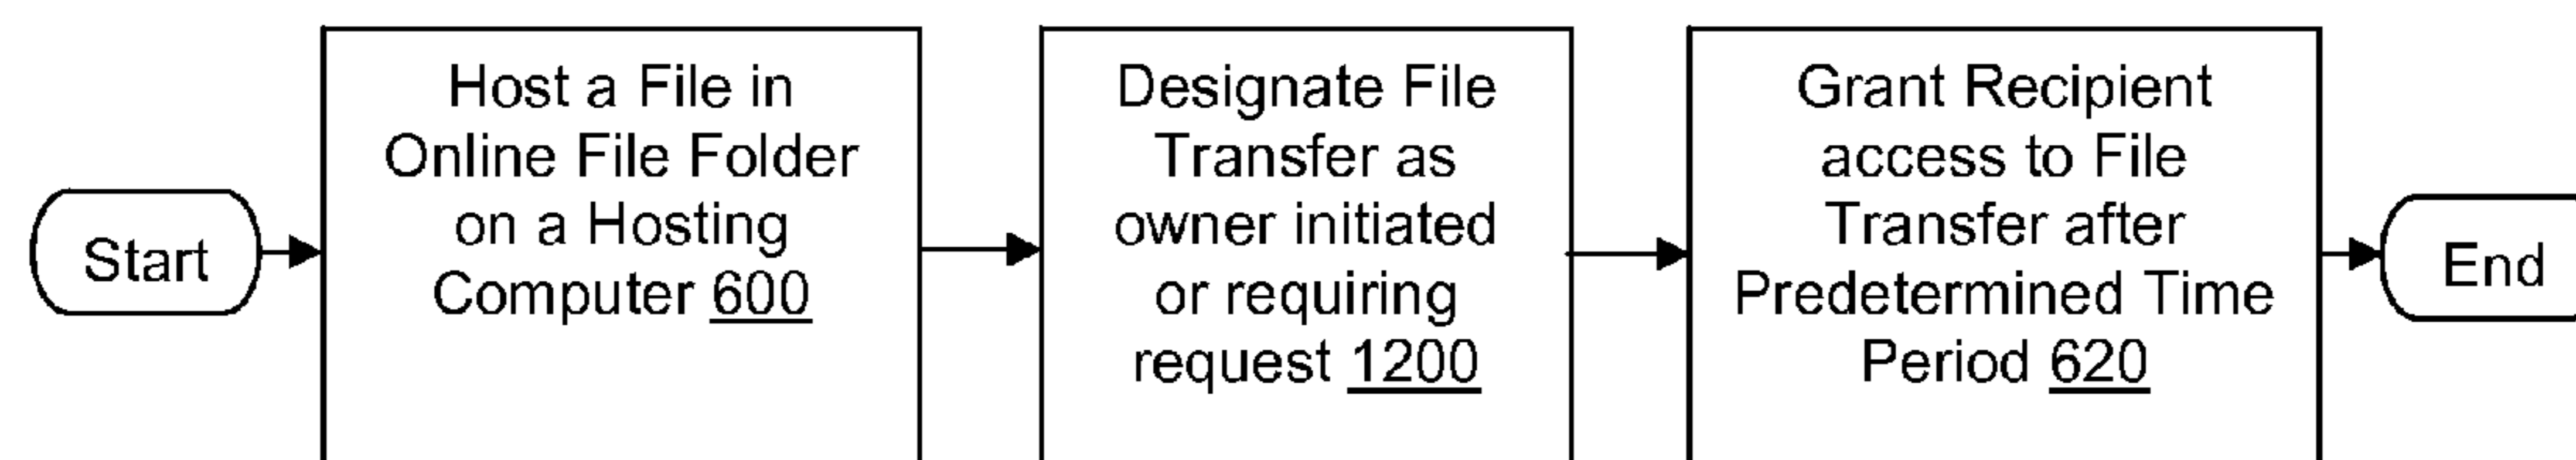 Start
Host a File in
Online File Folder
on a Hosting
Computer 600
Designate File
Transfer as
owner initiated
or requiring
request 1200
Grant Recipient
access to File
Transfer after
Predetermined Time
Period 620
End